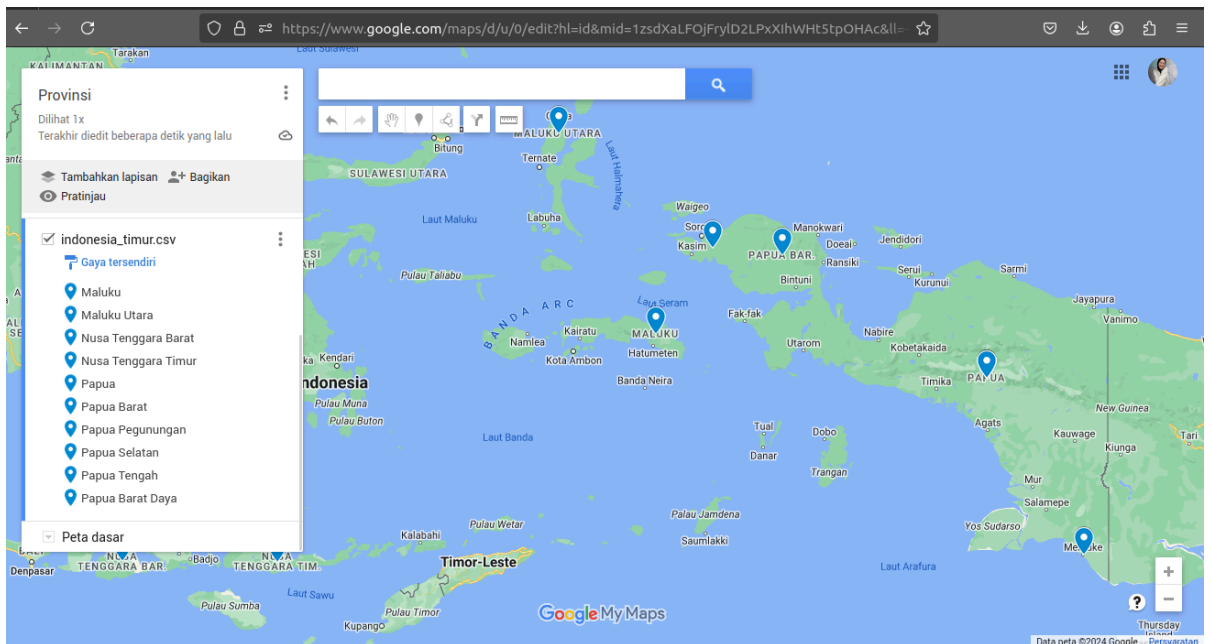 https://www.google.com/maps/d/u/0/edit?hl=id&mid=1zsdXaLFOjFrylD2LPxXIhWHt5tpOHAc&ll=
Laut Sulawesi
Tarakan
KALIMANTAN
Provinsi
Dilihat 1x
Terakhir diedit beberapa detik yang lalu
Tambahkan lapisan
Bagikan
Pratinjau
indonesia_timur.csv
Gaya tersendiri
Maluku
Maluku Utara
Nusa Tenggara Barat
Nusa Tenggara Timur
Papua
Papua Barat
Papua Pegunungan
Papua Selatan
Papua Tengah
Papua Barat Daya
Peta dasar
MALUKU UTARA
Bitung
Ternate
SULAWESI UTARA
Laut Halmahera
Waigeo
Laut Maluku
Labuha
Kasim
Manokwari
Doeai
Jendidori
PAPUA BAR.
Ransiki
Bintuni
Serui
Kurunui
Sarmi
Pulau Taliabu
BANDA ARC
Laut Seram
Fak-fak
Jayapura
Vanimo
Namlea
Kairatu
MALUKU
Kota Ambon
Hatumeten
Utarom
Nabire
Kobetakaida
Kendari
Banda Neira
Timika
PAPUA
Indonesia
Pulau Muna
Pulau Buton
New Guinea
Laut Banda
Tual
Dobo
Agats
Kauwage
Kiunga
Tari
Danar
Trangan
Mur
Salamepe
Pulau Jamdena
Saumlakki
Yos Sudarso
Kalabahi
Pulau Wetar
Denpasar
NUSA
TENGGARA BAR.
Badjo
NUSA
TENGGARA TIM.
Timor-Leste
Laut Arafura
Laut Sawu
Pulau Sumba
Pulau Timor
Kupang
Google My Maps
+
?
−
Thursday
Island
Data peta ©2024 Google
Persyaratan